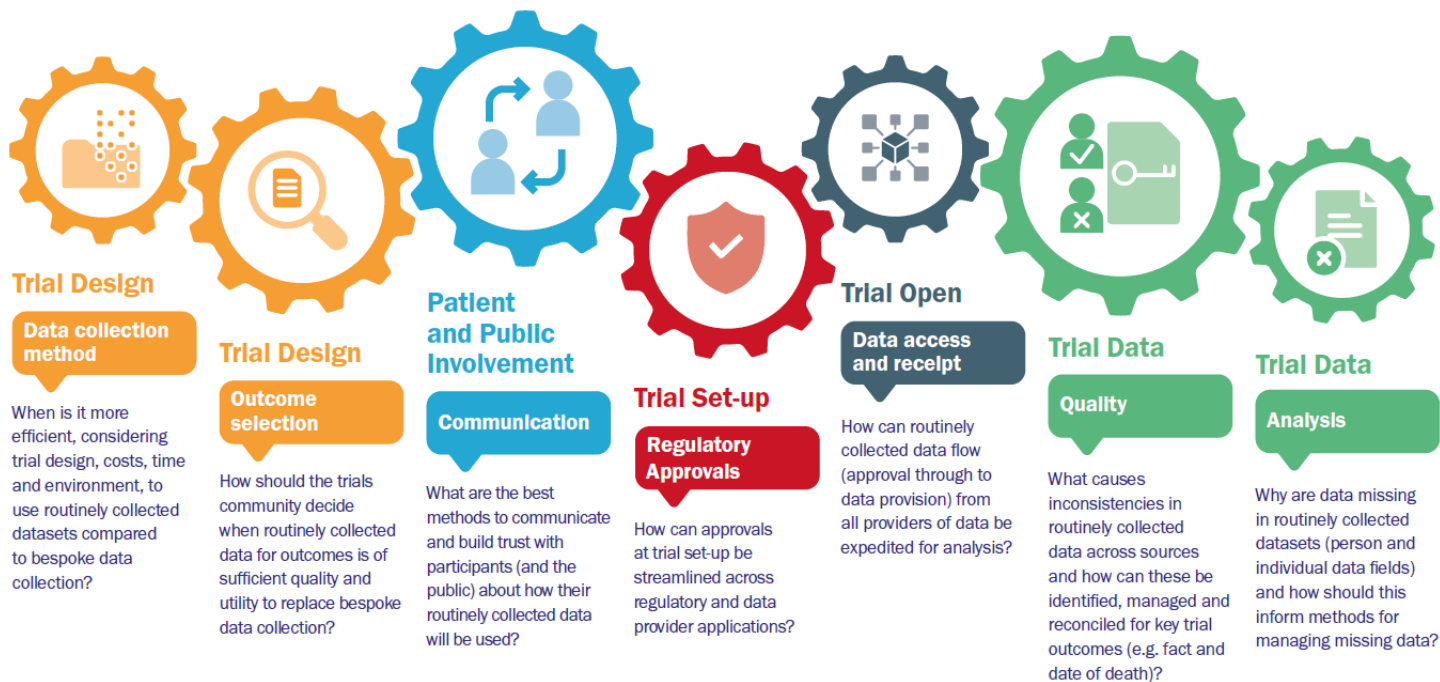 Trial Design
Data collection
method
When is it more
efficient, considering
trial design, costs, time
and environment, to
use routinely collected
datasets compared
to bespoke data
collection?
Trial Design
Outcome
selection
How should the trials
community decide
when routinely collected
data for outcomes is of
sufficient quality and
utility to replace bespoke
data collection?
Patient
and Public
Involvement
Communication
What are the best
methods to communicate
and build trust with
participants (and the
public) about how their
routinely collected data
will be used?
Trial Set-up
Regulatory
Approvals
How can approvals
at trial set-up be
streamlined across
regulatory and data
provider applications?
Trial Open
Data access
and receipt
How can routinely
collected data flow
(approval through to
data provision) from
all providers of data be
expedited for analysis?
Trial Data
Quality
What causes
inconsistencies in
routinely collected
data across sources
and how can these be
identified, managed and
reconciled for key trial
outcomes (e.g. fact and
date of death)?
Trial Data
Analysis
Why are data missing
in routinely collected
datasets (person and
individual data fields)
and how should this
inform methods for
managing missing data?